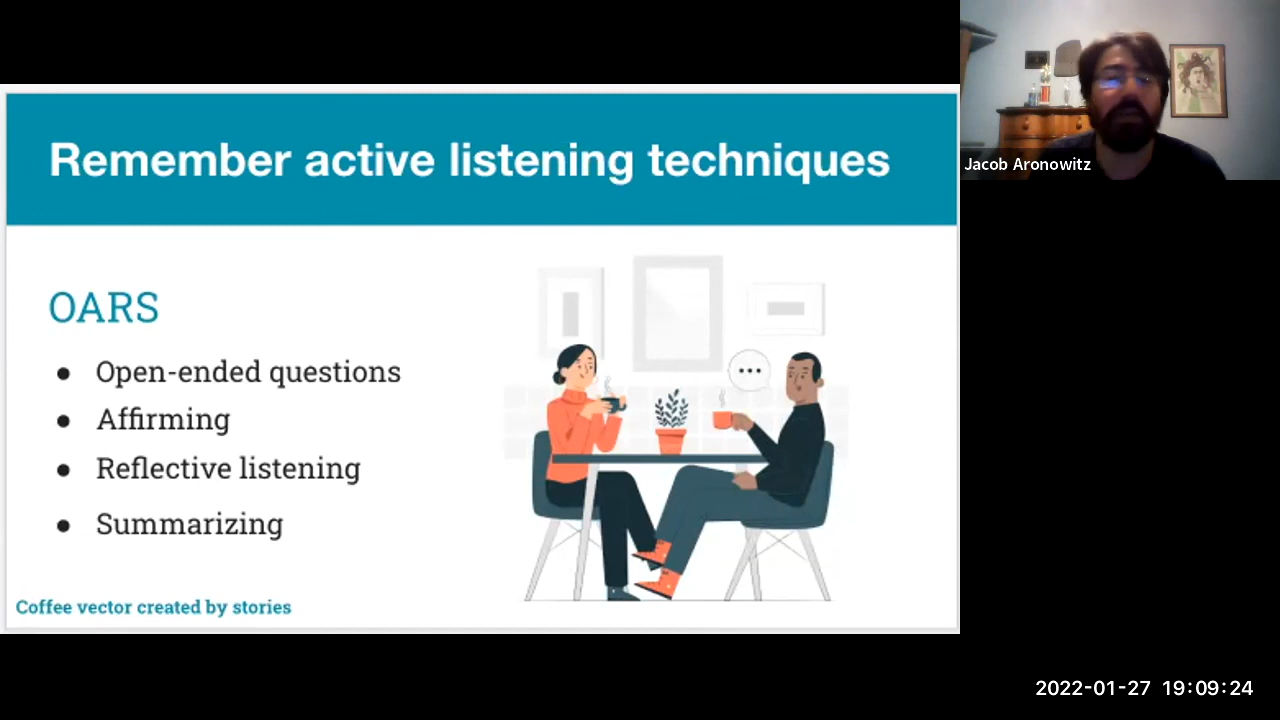 Remember active listening techniques
Jacob Aronowitz
OARS
● Open-ended questions
● Affirming
● Reflective listening
● Summarizing
Coffee vector created by stories
2022-01-27 19:09:24